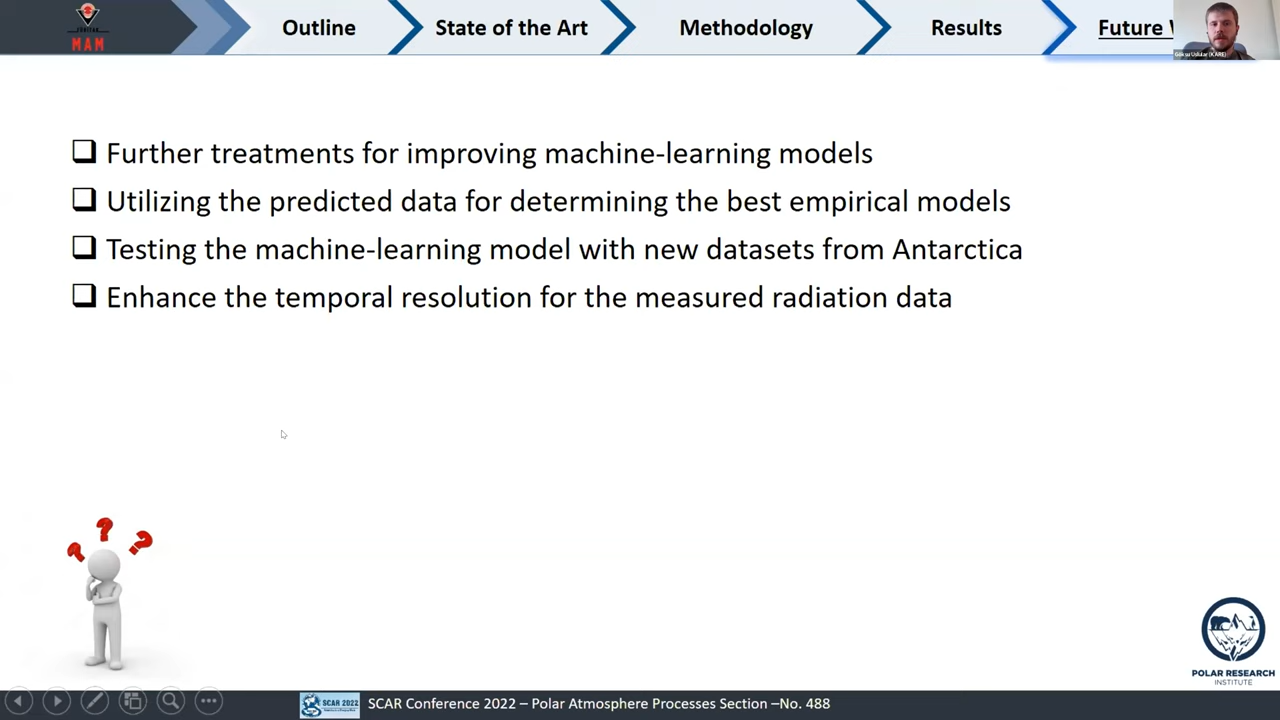 MAM
Outline
State of the Art
Methodology
Results
Future
Further treatments for improving machine-learning models
Utilizing the predicted data for determining the best empirical models
Testing the machine-learning model with new datasets from Antarctica
Enhance the temporal resolution for the measured radiation data
? ? ?
POLAR RESEARCH
INSTITUTE
SCAR 2022
SCAR Conference 2022 – Polar Atmosphere Processes Section –No. 488